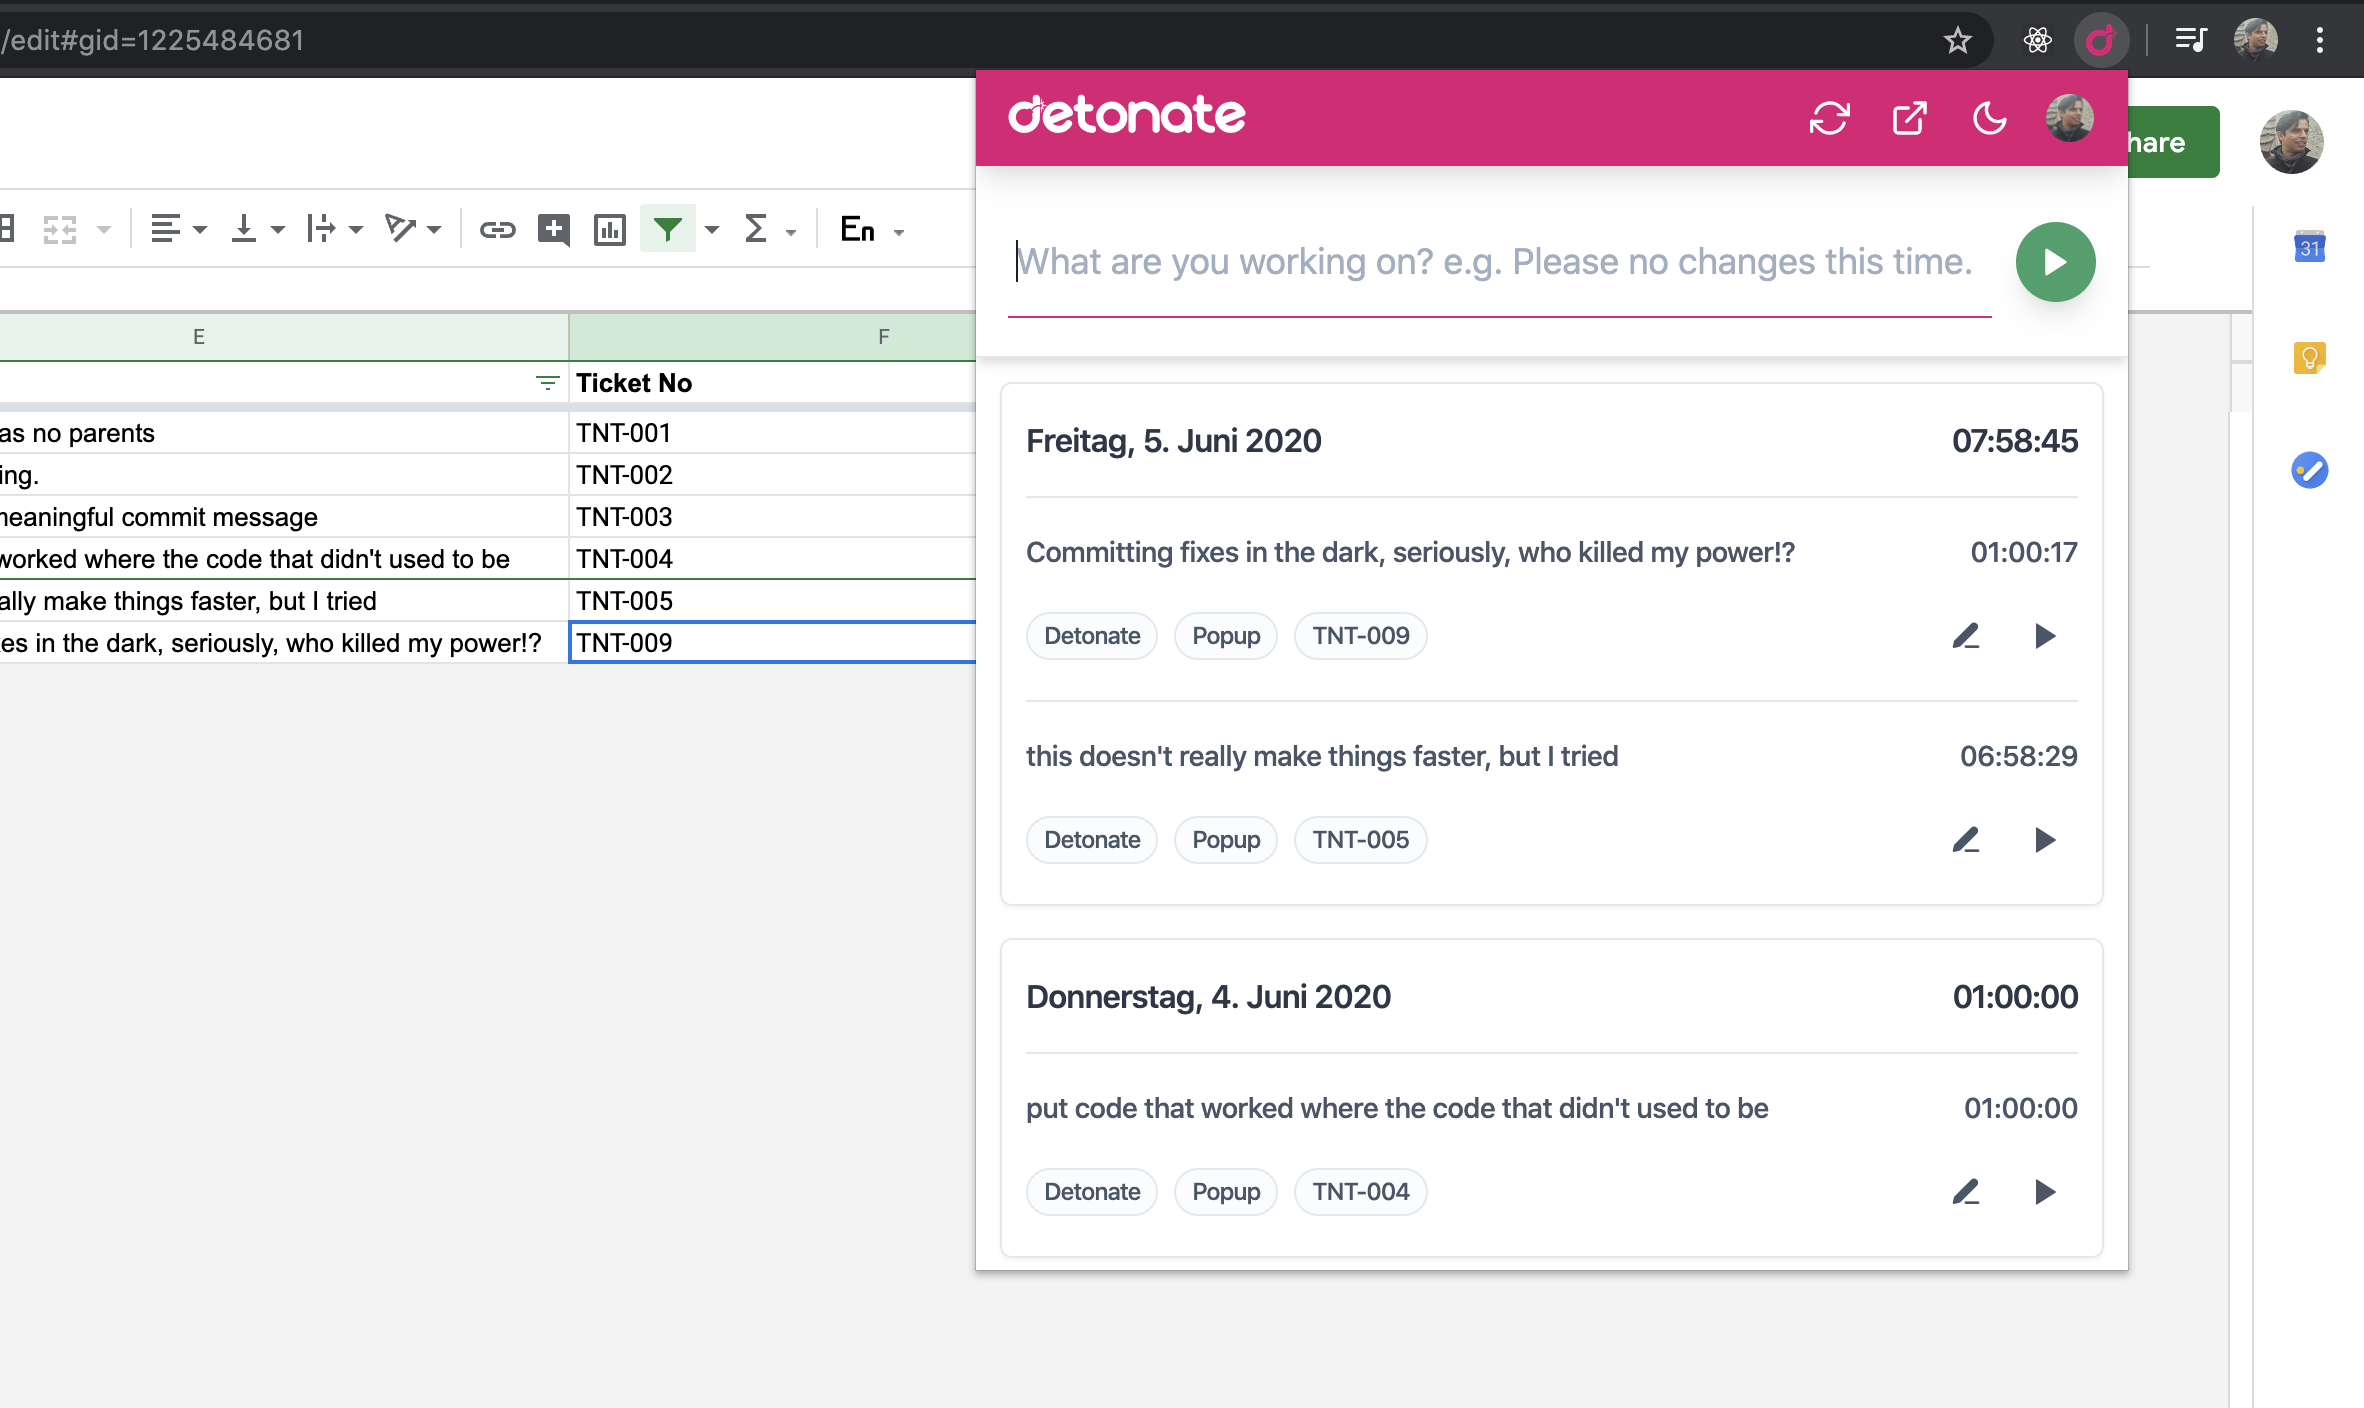 /edit#gid=1225484681
detonate
hare
What are you working on? e.g. Please no changes this time.
En
31
E
F
Ticket No
as no parents
TNT-001
ing.
TNT-002
neaningful commit message
TNT-003
worked where the code that didn't used to be
TNT-004
ally make things faster, but I tried
TNT-005
es in the dark, seriously, who killed my power!?
TNT-009
Freitag, 5. Juni 2020
07:58:45
Committing fixes in the dark, seriously, who killed my power!?
01:00:17
Detonate
Popup
TNT-009
this doesn't really make things faster, but I tried
06:58:29
Detonate
Popup
TNT-005
Donnerstag, 4. Juni 2020
01:00:00
put code that worked where the code that didn't used to be
01:00:00
Detonate
Popup
TNT-004